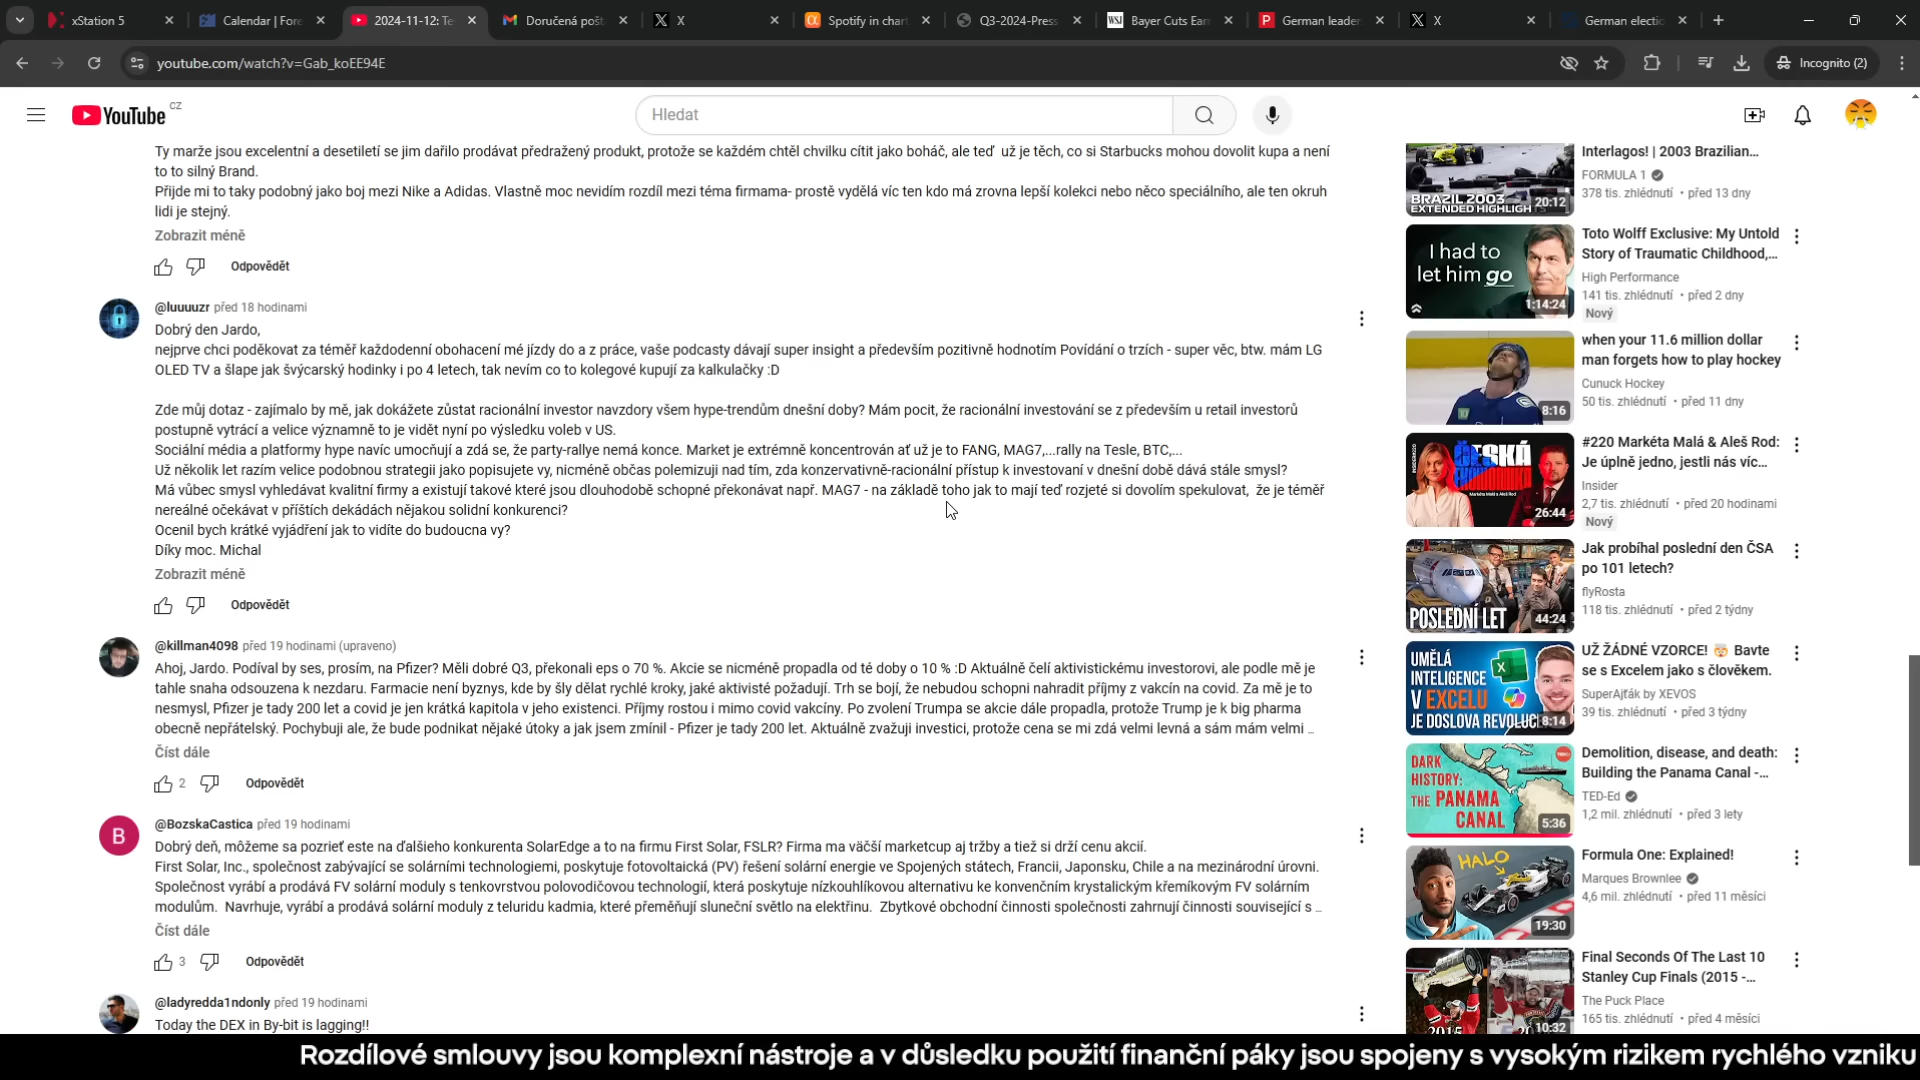 xStation 5
Calendar | Fore
2024-11-12: Te
Doručená pošt
X
Spotify in char
Q3-2024-Press
WSJ
Bayer Cuts Ear
German leader
X
German electio
youtube.com/watch?v=Gab_koEE94E
Incognito (2)
YouTube CZ
Hledat
Ty marže jsou excelentní a desetiletí se jim dařilo prodávat předražený produkt, protože se každém chtěl chvilku cítit jako boháč, ale teď už je těch, co si Starbucks mohou dovolit kupa a není
to to silný Brand.
Přijde mi to taky podobný jako boj mezi Nike a Adidas. Vlastně moc nevidím rozdíl mezi téma firmama- prostě vydělá víc ten kdo má zrovna lepší kolekci nebo něco speciálního, ale ten okruh
lidi je stejný.
Zobrazit méně
Odpovědět
@luuuuzr před 18 hodinami
Dobrý den Jardo,
nejprve chci poděkovat za téměř každodenní obohacení mé jízdy do a z práce, vaše podcasty dávají super insight a především pozitivně hodnotím Povídání o trzích - super věc, btw. mám LG
OLED TV a šlape jak švýcarský hodinky i po 4 letech, tak nevím co to kolegové kupují za kalkulačky :D
Zde můj dotaz - zajímalo by mě, jak dokážete zůstat racionální investor navzdory všem hype-trendům dnešní doby? Mám pocit, že racionální investování se z především u retail investorů
postupně vytrácí a velice významně to je vidět nyní po výsledku voleb v US.
Sociální média a platformy hype navíc umocňují a zdá se, že party-rallye nemá konce. Market je extrémně koncentrován ať už je to FANG, MAG7,...rally na Tesle, BTC,...
Už několik let razím velice podobnou strategii jako popisujete vy, nicméně občas polemizuji nad tím, zda konzervativně-racionální přístup k investovaní v dnešní době dává stále smysl?
Má vůbec smysl vyhledávat kvalitní firmy a existují takové které jsou dlouhodobě schopné překonávat např. MAG7 - na základě toho jak to mají teď rozjeté si dovolím spekulovat, že je téměř
nereálné očekávat v příštích dekádách nějakou solidní konkurenci?
Ocenil bych krátké vyjádření jak to vidíte do budoucna vy?
Díky moc. Michal
Zobrazit méně
Odpovědět
@killman4098 před 19 hodinami (upraveno)
Ahoj, Jardo. Podíval by ses, prosím, na Pfizer? Měli dobré Q3, překonali eps o 70 %. Akcie se nicméně propadla od té doby o 10 % :D Aktuálně čelí aktivistickému investorovi, ale podle mě je
tahle snaha odsouzena k nezdaru. Farmacie není byznys, kde by šly dělat rychlé kroky, jaké aktivisté požadují. Trh se bojí, že nebudou schopni nahradit příjmy z vakcín na covid. Za mě je to
nesmysl, Pfizer je tady 200 let a covid je jen krátká kapitola v jeho existenci. Příjmy rostou i mimo covid vakcíny. Po zvolení Trumpa se akcie dále propadla, protože Trump je k big pharma
obecně nepřátelský. Pochybuji ale, že bude podnikat nějaké útoky a jak jsem zmínil - Pfizer je tady 200 let. Aktuálně zvažuji investici, protože cena se mi zdá velmi levná a sám mám velmi ...
Číst dále
2 Odpovědět
B
@BozskaCastica před 19 hodinami
Dobrý deň, môžeme sa pozrieť este na ďalšieho konkurenta SolarEdge a to na firmu First Solar, FSLR? Firma ma väčší marketcup aj tržby a tiež si drží cenu akcii.
First Solar, Inc., společnost zabývající se solárními technologiemi, poskytuje fotovoltaická (PV) řešení solární energie ve Spojených státech, Francii, Japonsku, Chile a na mezinárodní úrovni.
Společnost vyrábí a prodává FV solární moduly s tenkovrstvou polovodičovou technologií, která poskytuje nízkouhlíkovou alternativu ke konvenčním krystalickým křemíkovým FV solárním
modulům. Navrhuje, vyrábí a prodává solární moduly z teluridu kadmia, které přeměňují sluneční světlo na elektřinu. Zbytkové obchodní činnosti společnosti zahrnují činnosti související s ...
Číst dále
3 Odpovědět
@ladyredda1ndonly před 19 hodinami
Today the DEX in By-bit is lagging!!
BRAZIL 2003
EXTENDED HIGHLIGH
20:12
Interlagos! | 2003 Brazilian...
FORMULA 1
378 tis. zhlédnutí • před 13 dny
I had to
let him go
1:14:24
Toto Wolff Exclusive: My Untold
Story of Traumatic Childhood,...
High Performance
141 tis. zhlédnutí • před 2 dny
Nový
8:16
when your 11.6 million dollar
man forgets how to play hockey
Cunuck Hockey
50 tis. zhlédnutí • před 11 dny
ČESKÁ
Markéta Malá & Aleš Rod
26:44
#220 Markéta Malá & Aleš Rod:
Je úplně jedno, jestli nás víc...
Insider
2,7 tis. zhlédnutí • před 20 hodinami
Nový
POSLEDNÍ LET
44:24
Jak probíhal poslední den ČSA
po 101 letech?
flyRosta
118 tis. zhlédnutí • před 2 týdny
UMĚLÁ
INTELIGENCE
V EXCELU
JE DOSLOVA REVOLUC
8:14
UŽ ŽÁDNÉ VZORCE! 🤯 Bavte
se s Excelem jako s člověkem.
SuperAjťák by XEVOS
39 tis. zhlédnutí • před 3 týdny
DARK
HISTORY:
THE PANAMA
CANAL
5:36
Demolition, disease, and death:
Building the Panama Canal -...
TED-Ed
1,2 mil. zhlédnutí • před 3 lety
HALO
19:30
Formula One: Explained!
Marques Brownlee
4,6 mil. zhlédnutí • před 11 měsíci
2015
10:32
Final Seconds Of The Last 10
Stanley Cup Finals (2015 -...
The Puck Place
165 tis. zhlédnutí • před 4 měsíci
Rozdílové smlouvy jsou komplexní nástroje a v důsledku použití finanční páky jsou spojeny s vysokým rizikem rychlého vzniku